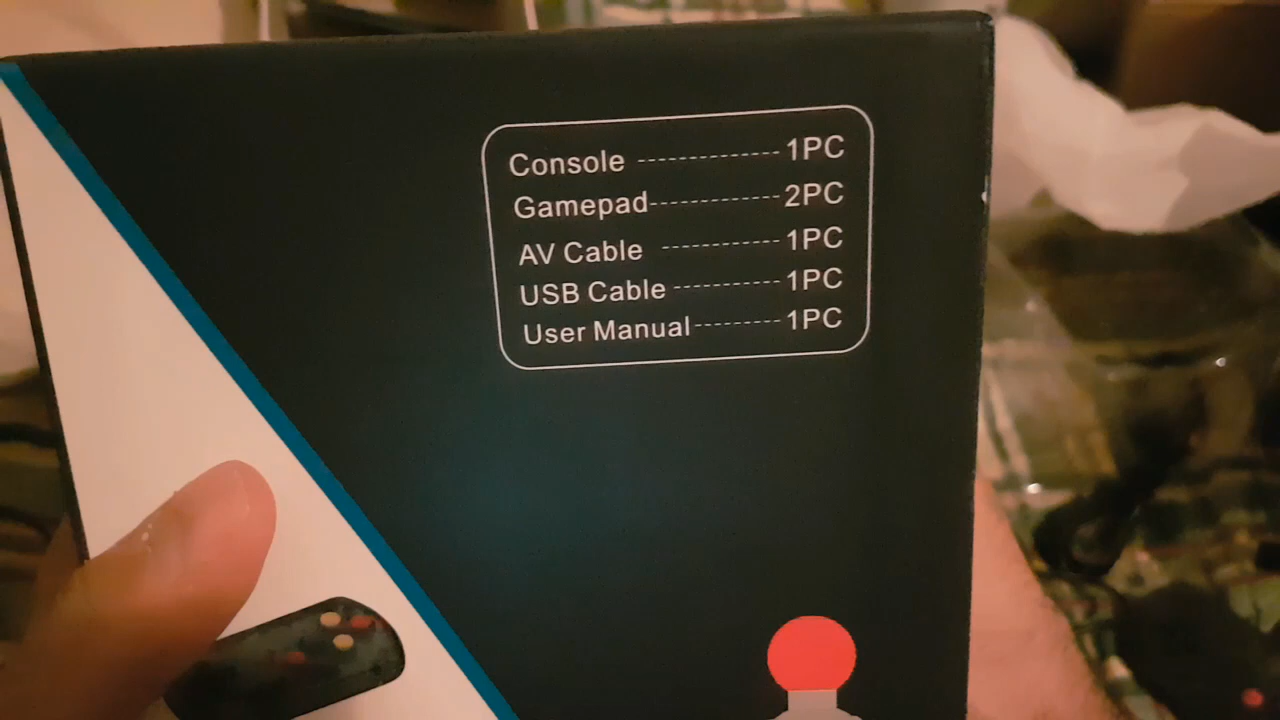 Console -------------- 1PC
Gamepad-------------- 2PC
AV Cable ------------ 1PC
USB Cable ----------- 1PC
User Manual--------- 1PC